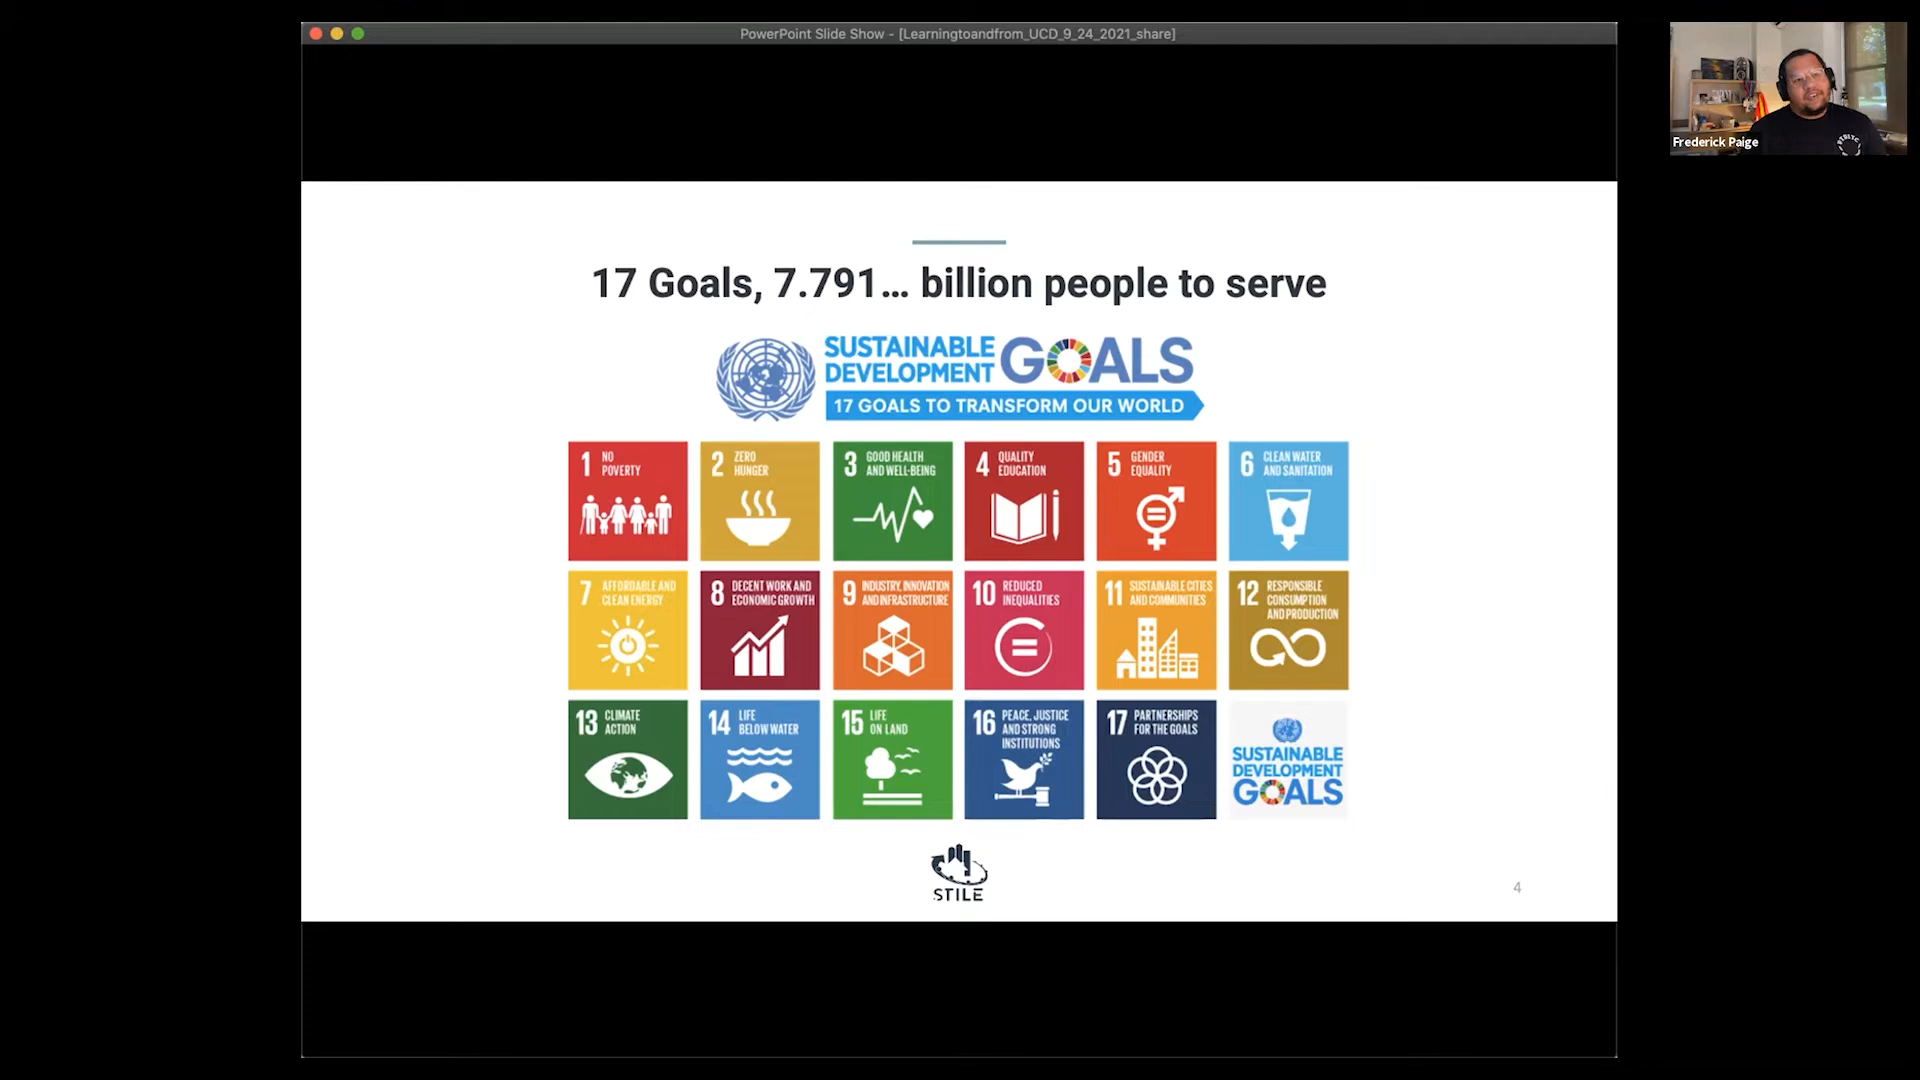 PowerPoint Slide Show - [Learningtoandfrom_UCD_9_24_2021_share]
Frederick Paige
17 Goals, 7.791... billion people to serve
SUSTAINABLE
DEVELOPMENT
GOALS
17 GOALS TO TRANSFORM OUR WORLD
1 NO
POVERTY
2 ZERO
HUNGER
3 GOOD HEALTH
AND WELL-BEING
4 QUALITY
EDUCATION
5 GENDER
EQUALITY
6 CLEAN WATER
AND SANITATION
7 AFFORDABLE AND
CLEAN ENERGY
8 DECENT WORK AND
ECONOMIC GROWTH
9 INDUSTRY, INNOVATION
AND INFRASTRUCTURE
10 REDUCED
INEQUALITIES
11 SUSTAINABLE CITIES
AND COMMUNITIES
12 RESPONSIBLE
CONSUMPTION
AND PRODUCTION
13 CLIMATE
ACTION
14 LIFE
BELOW WATER
15 LIFE
ON LAND
16 PEACE, JUSTICE
AND STRONG
INSTITUTIONS
17 PARTNERSHIPS
FOR THE GOALS
SUSTAINABLE
DEVELOPMENT
GOALS
STILE
4